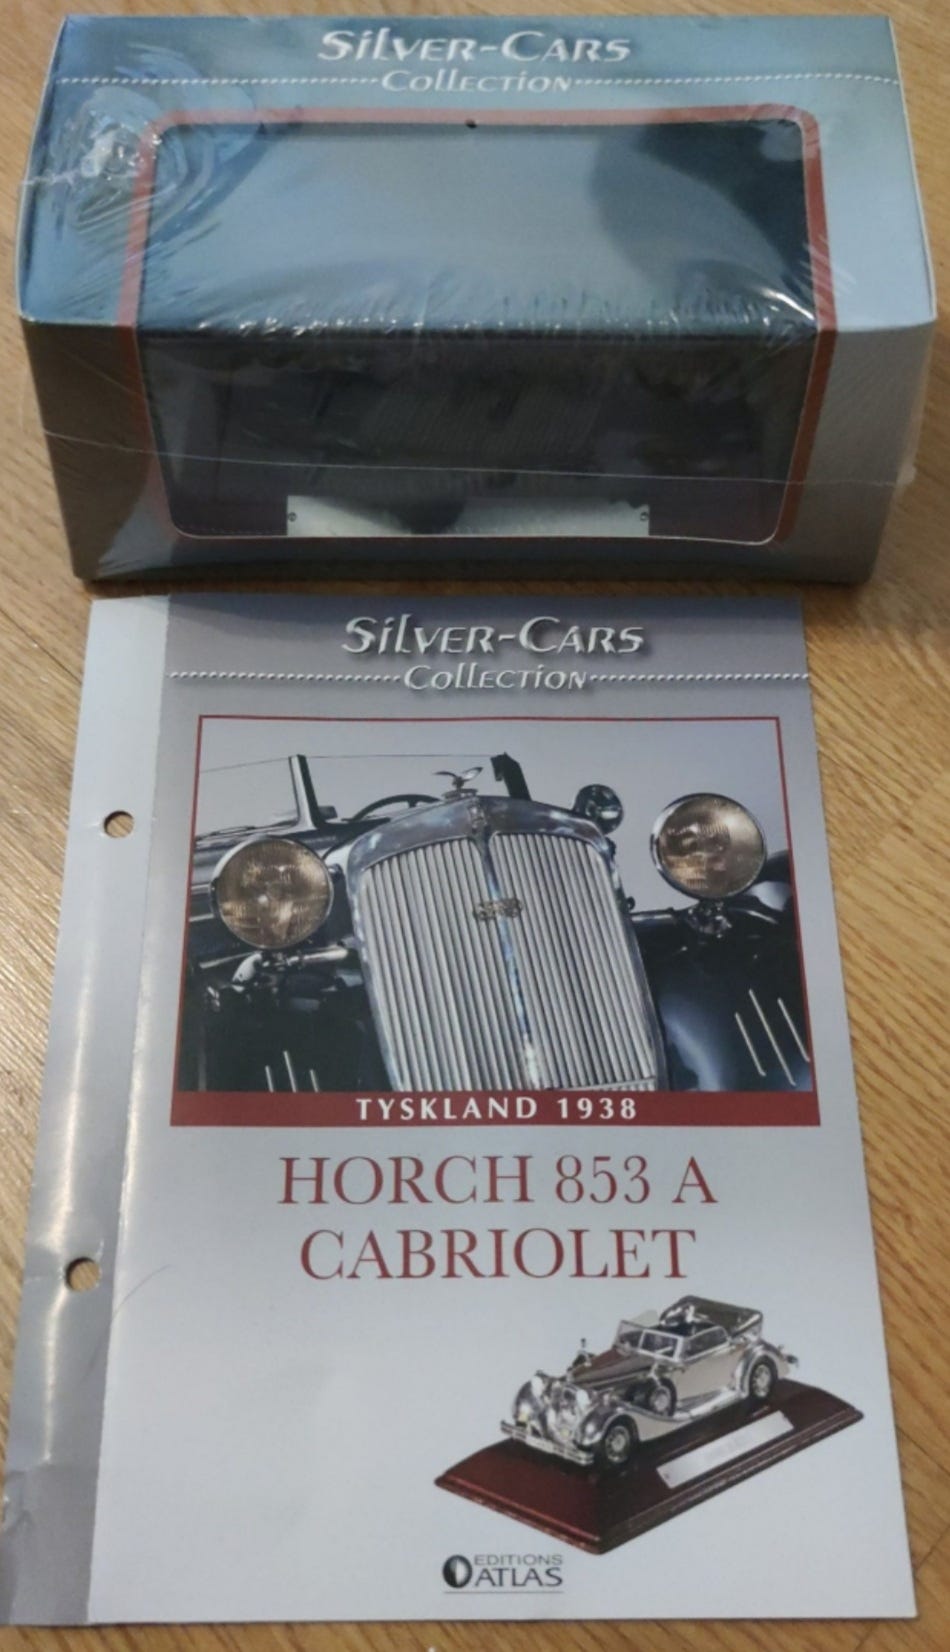 Silver-Cars
Collection
Silver-Cars
Collection
TYSKLAND 1938
HORCH 853 A
CABRIOLET
EDITIONS
ATLAS